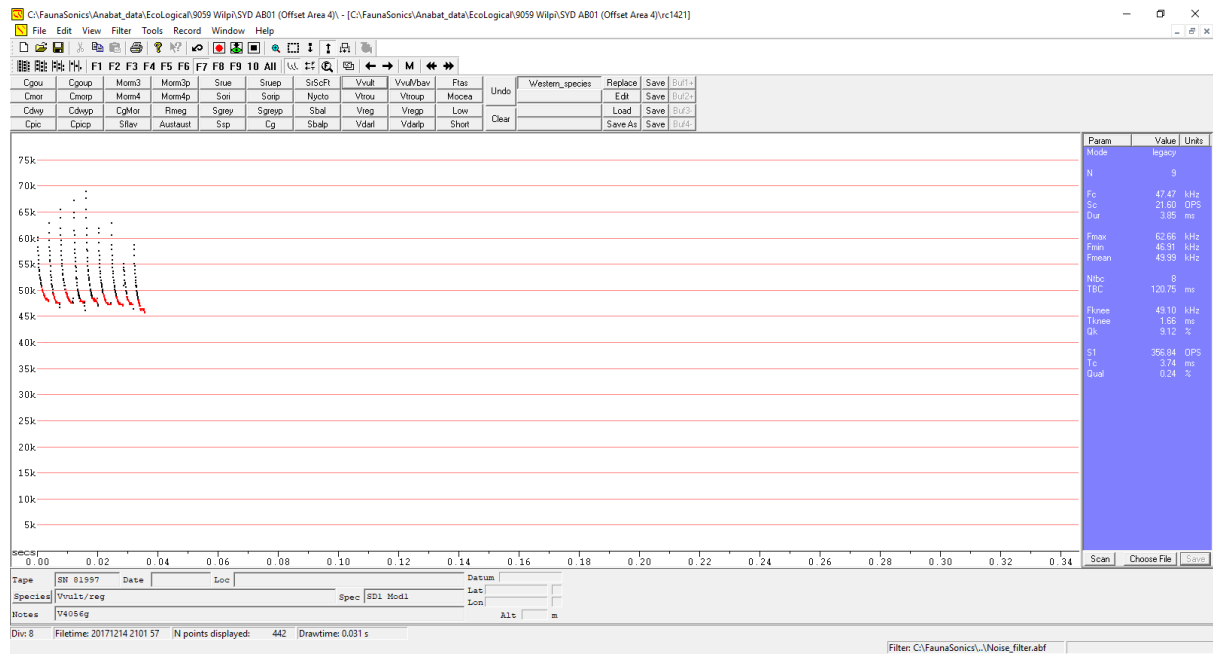 C:\FaunaSonics\Anabat_data\EcoLogical\9059 Wilpi\SYD AB01 (Offset Area 4)\ - [C:\FaunaSonics\Anabat_data\EcoLogical\9059 Wilpi\SYD AB01 (Offset Area 4)\rc1421]
File Edit View Filter Tools Record Window Help
F1 F2 F3 F4 F5 F6 F7 F8 F9 10 All M
Cgou Cgoup Morm3 Morm3p Srue Sruep SrScFt Vvult VvulVbav Ftas Undo Western_species Replace Save Buf1+
Cmor Cmorp Morm4 Morm4p Sori Sorip Nycto Vtrou Vtroup Mocea Edit Save Buf2+
Cdwy Cdwyp CgMor Rmeg Sgrey Sgreyp Sbal Vreg Vregp Low Clear Load Save Buf3-
Cpic Cpicp Sflav Austaust Ssp Cg Sbalp Vdarl Vdarlp Short Save As Save Buf4-
Param Value Units
Mode legacy
N 9
Fc 47.47 kHz
Sc 21.60 OPS
Dur 3.85 ms
Fmax 62.66 kHz
Fmin 46.91 kHz
Fmean 49.99 kHz
Ntbc 8
TBC 120.75 ms
Fknee 49.10 kHz
Tknee 1.66 ms
Qk 9.12 %
S1 356.84 OPS
Tc 3.74 ms
Qual 0.24 %
75k
70k
65k
60k
55k
50k
45k
40k
35k
30k
25k
20k
15k
10k
5k
secs
0.00 0.02 0.04 0.06 0.08 0.10 0.12 0.14 0.16 0.18 0.20 0.22 0.24 0.26 0.28 0.30 0.32 0.34
Scan Choose File Save
Tape SN 81997 Date Loc Datum
Species Vvult/reg Spec SD1 Mod1 Lat
Lon
Notes V4056g Alt m
Div: 8 Filetime: 20171214 2101 57 N points displayed: 442 Drawtime: 0.031 s
Filter: C:\FaunaSonics\...\Noise_filter.abf